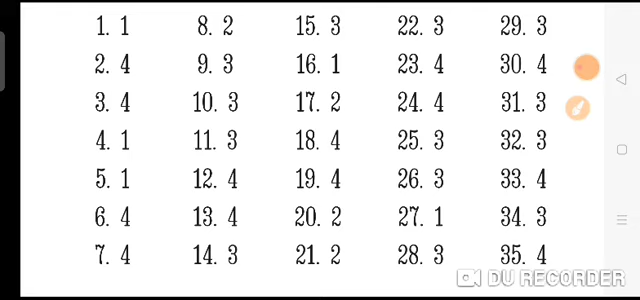 1. 1 8. 2 15. 3 22. 3 29. 3
2. 4 9. 3 16. 1 23. 4 30. 4
3. 4 10. 3 17. 2 24. 4 31. 3
4. 1 11. 3 18. 4 25. 3 32. 3
5. 1 12. 4 19. 4 26. 3 33. 4
6. 4 13. 4 20. 2 27. 1 34. 3
7. 4 14. 3 21. 2 28. 3 35. 4
DU RECORDER